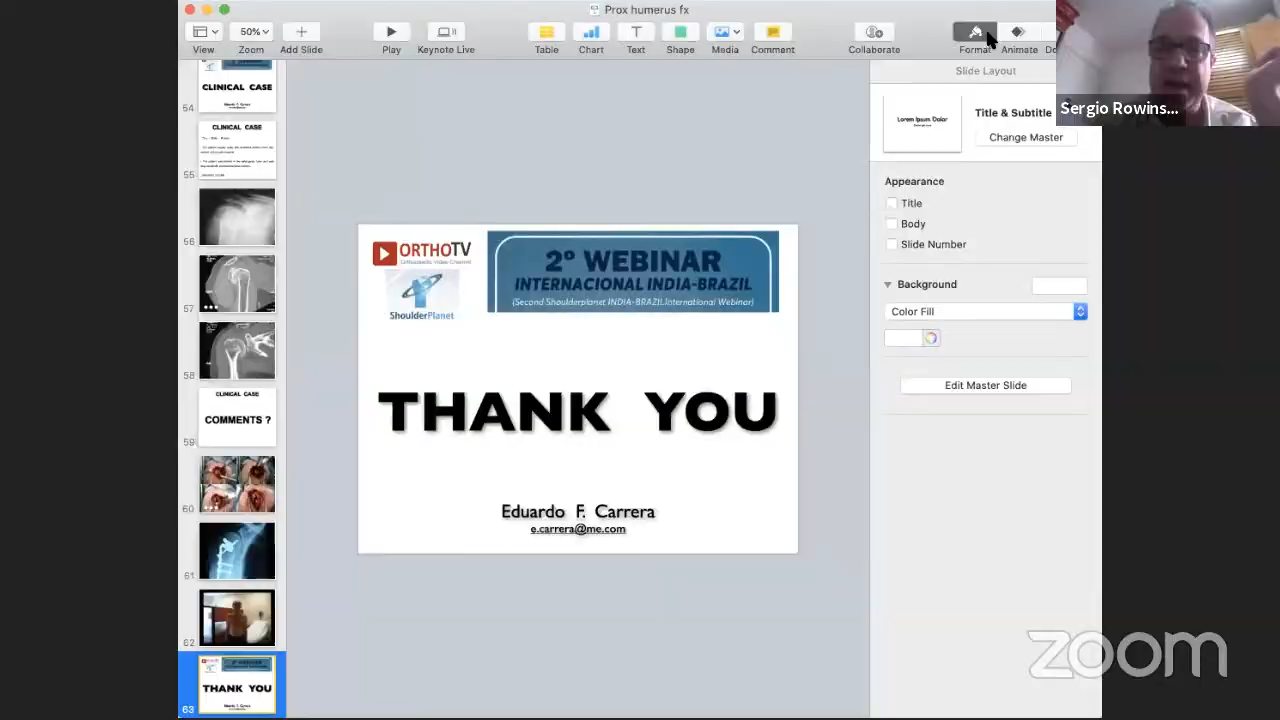 Prox humerus fx
50%
View
Zoom
Add Slide
Play
Keynote Live
Table
Chart
Text
Shape
Media
Comment
Collaborate
Format
Animate
Sergio Rowins...
Slide Layout
Title & Subtitle
Change Master
Appearance
Title
Body
Slide Number
Background
Color Fill
Edit Master Slide
ORTHOTV
Orthopaedic Video Channel
ShoulderPlanet
2º WEBINAR
INTERNACIONAL INDIA-BRAZIL
(Second Shoulderplanet INDIA-BRAZIL International Webinar)
THANK YOU
Eduardo F. Carrera
e.carrera@me.com
CLINICAL CASE
54
CLINICAL CASE
55
56
57
58
CLINICAL CASE
COMMENTS ?
59
60
61
62
THANK YOU
63
zoom